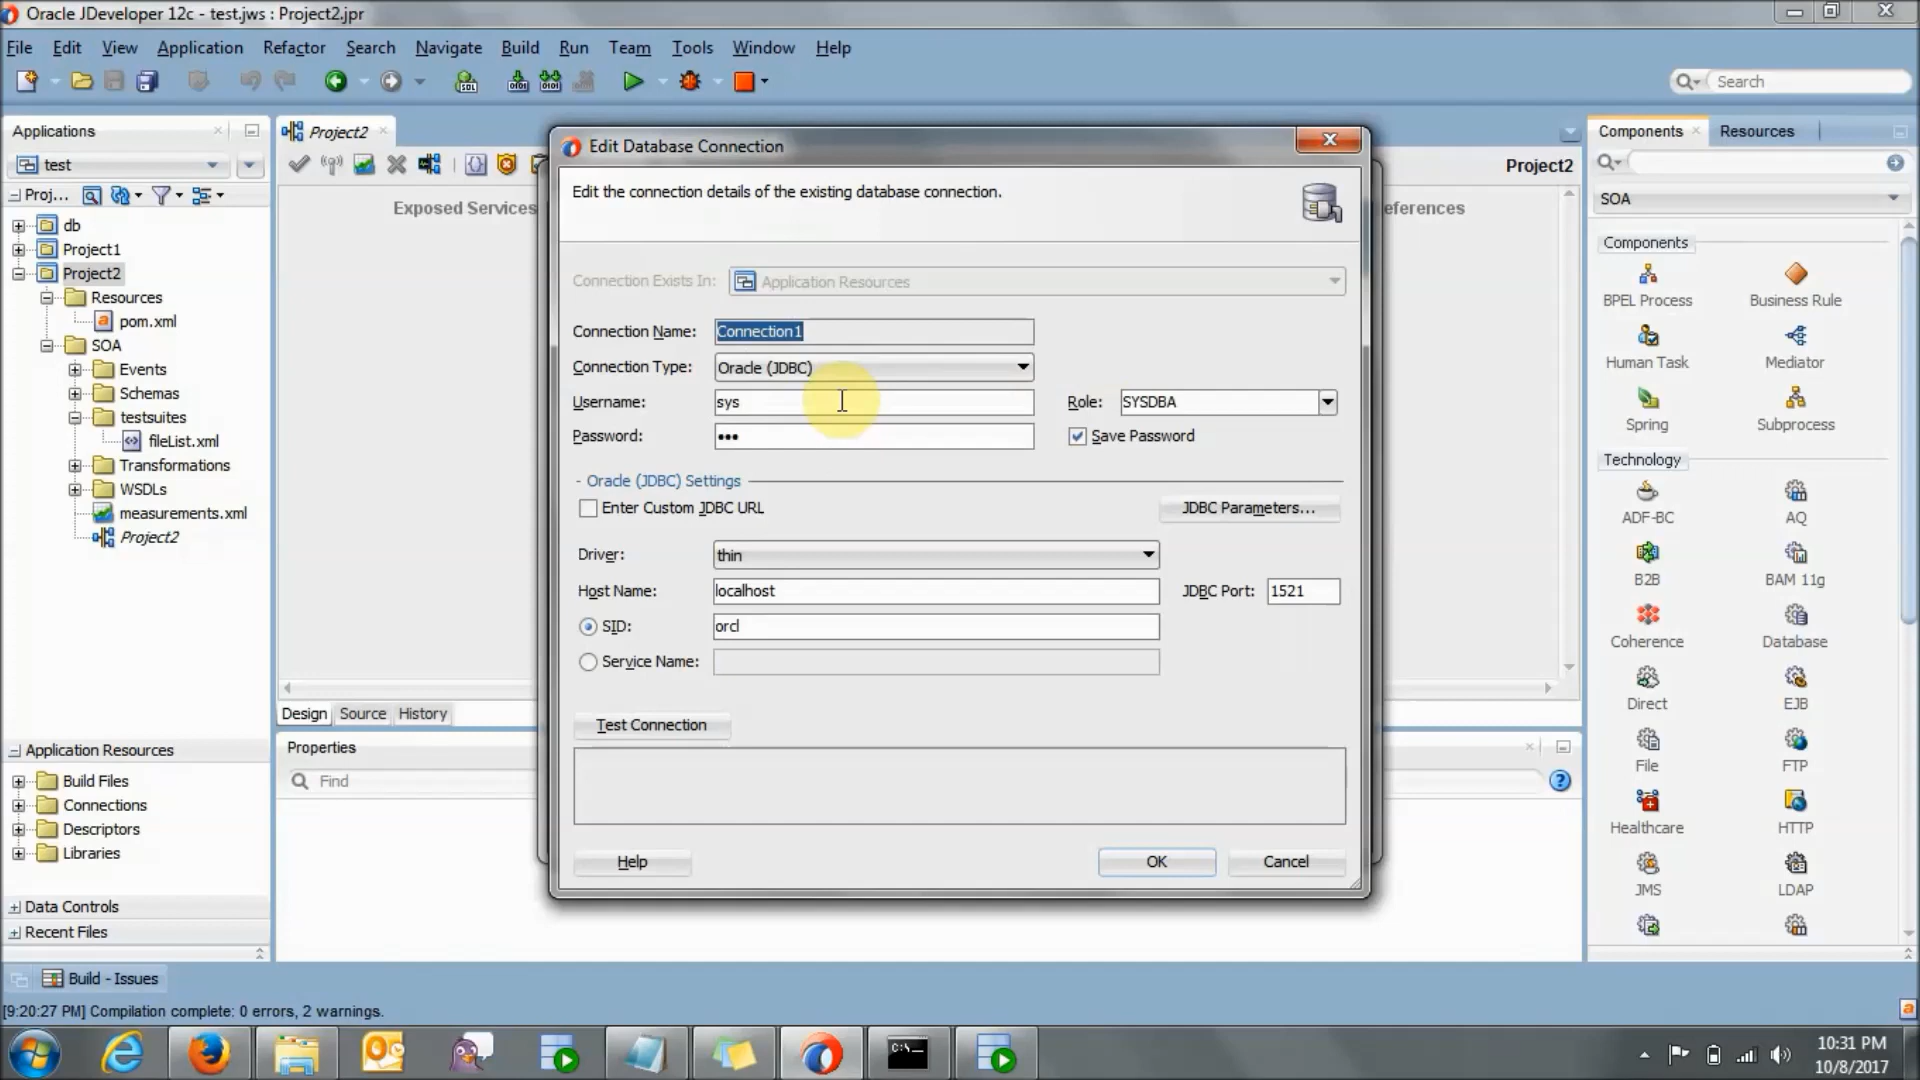 Oracle JDeveloper 12c - test.jws : Project2.jpr
File Edit View Application Refactor Search Navigate Build Run Team Tools Window Help
Search
Applications
test
Proj...
db
Project1
Project2
Resources
pom.xml
SOA
Events
Schemas
testsuites
fileList.xml
Transformations
WSDLs
measurements.xml
Project2
Application Resources
Build Files
Connections
Descriptors
Libraries
Data Controls
Recent Files
Project2
Exposed Services
Project2
eferences
Design Source History
Properties
Find
Edit Database Connection
Edit the connection details of the existing database connection.
Connection Exists In: Application Resources
Connection Name: Connection1
Connection Type: Oracle (JDBC)
Username: sys Role: SYSDBA
Password: ••• Save Password
- Oracle (JDBC) Settings
Enter Custom JDBC URL JDBC Parameters...
Driver: thin
Host Name: localhost JDBC Port: 1521
SID: orcl
Service Name:
Test Connection
Help OK Cancel
Components Resources
SOA
Components
BPEL Process Business Rule
Human Task Mediator
Spring Subprocess
Technology
ADF-BC AQ
B2B BAM 11g
Coherence Database
Direct EJB
File FTP
Healthcare HTTP
JMS LDAP
Build - Issues
[9:20:27 PM] Compilation complete: 0 errors, 2 warnings.
10:31 PM
10/8/2017